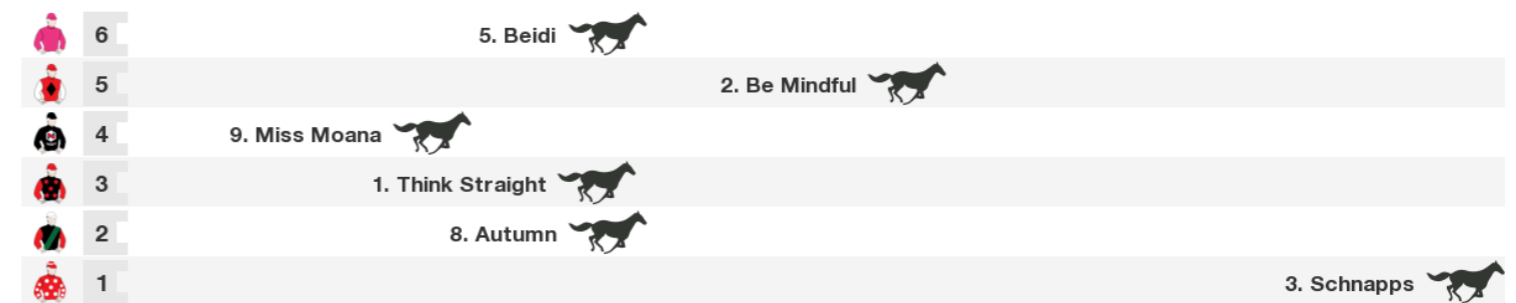 6 5. Beidi
5 2. Be Mindful
4 9. Miss Moana
3 1. Think Straight
2 8. Autumn
1 3. Schnapps